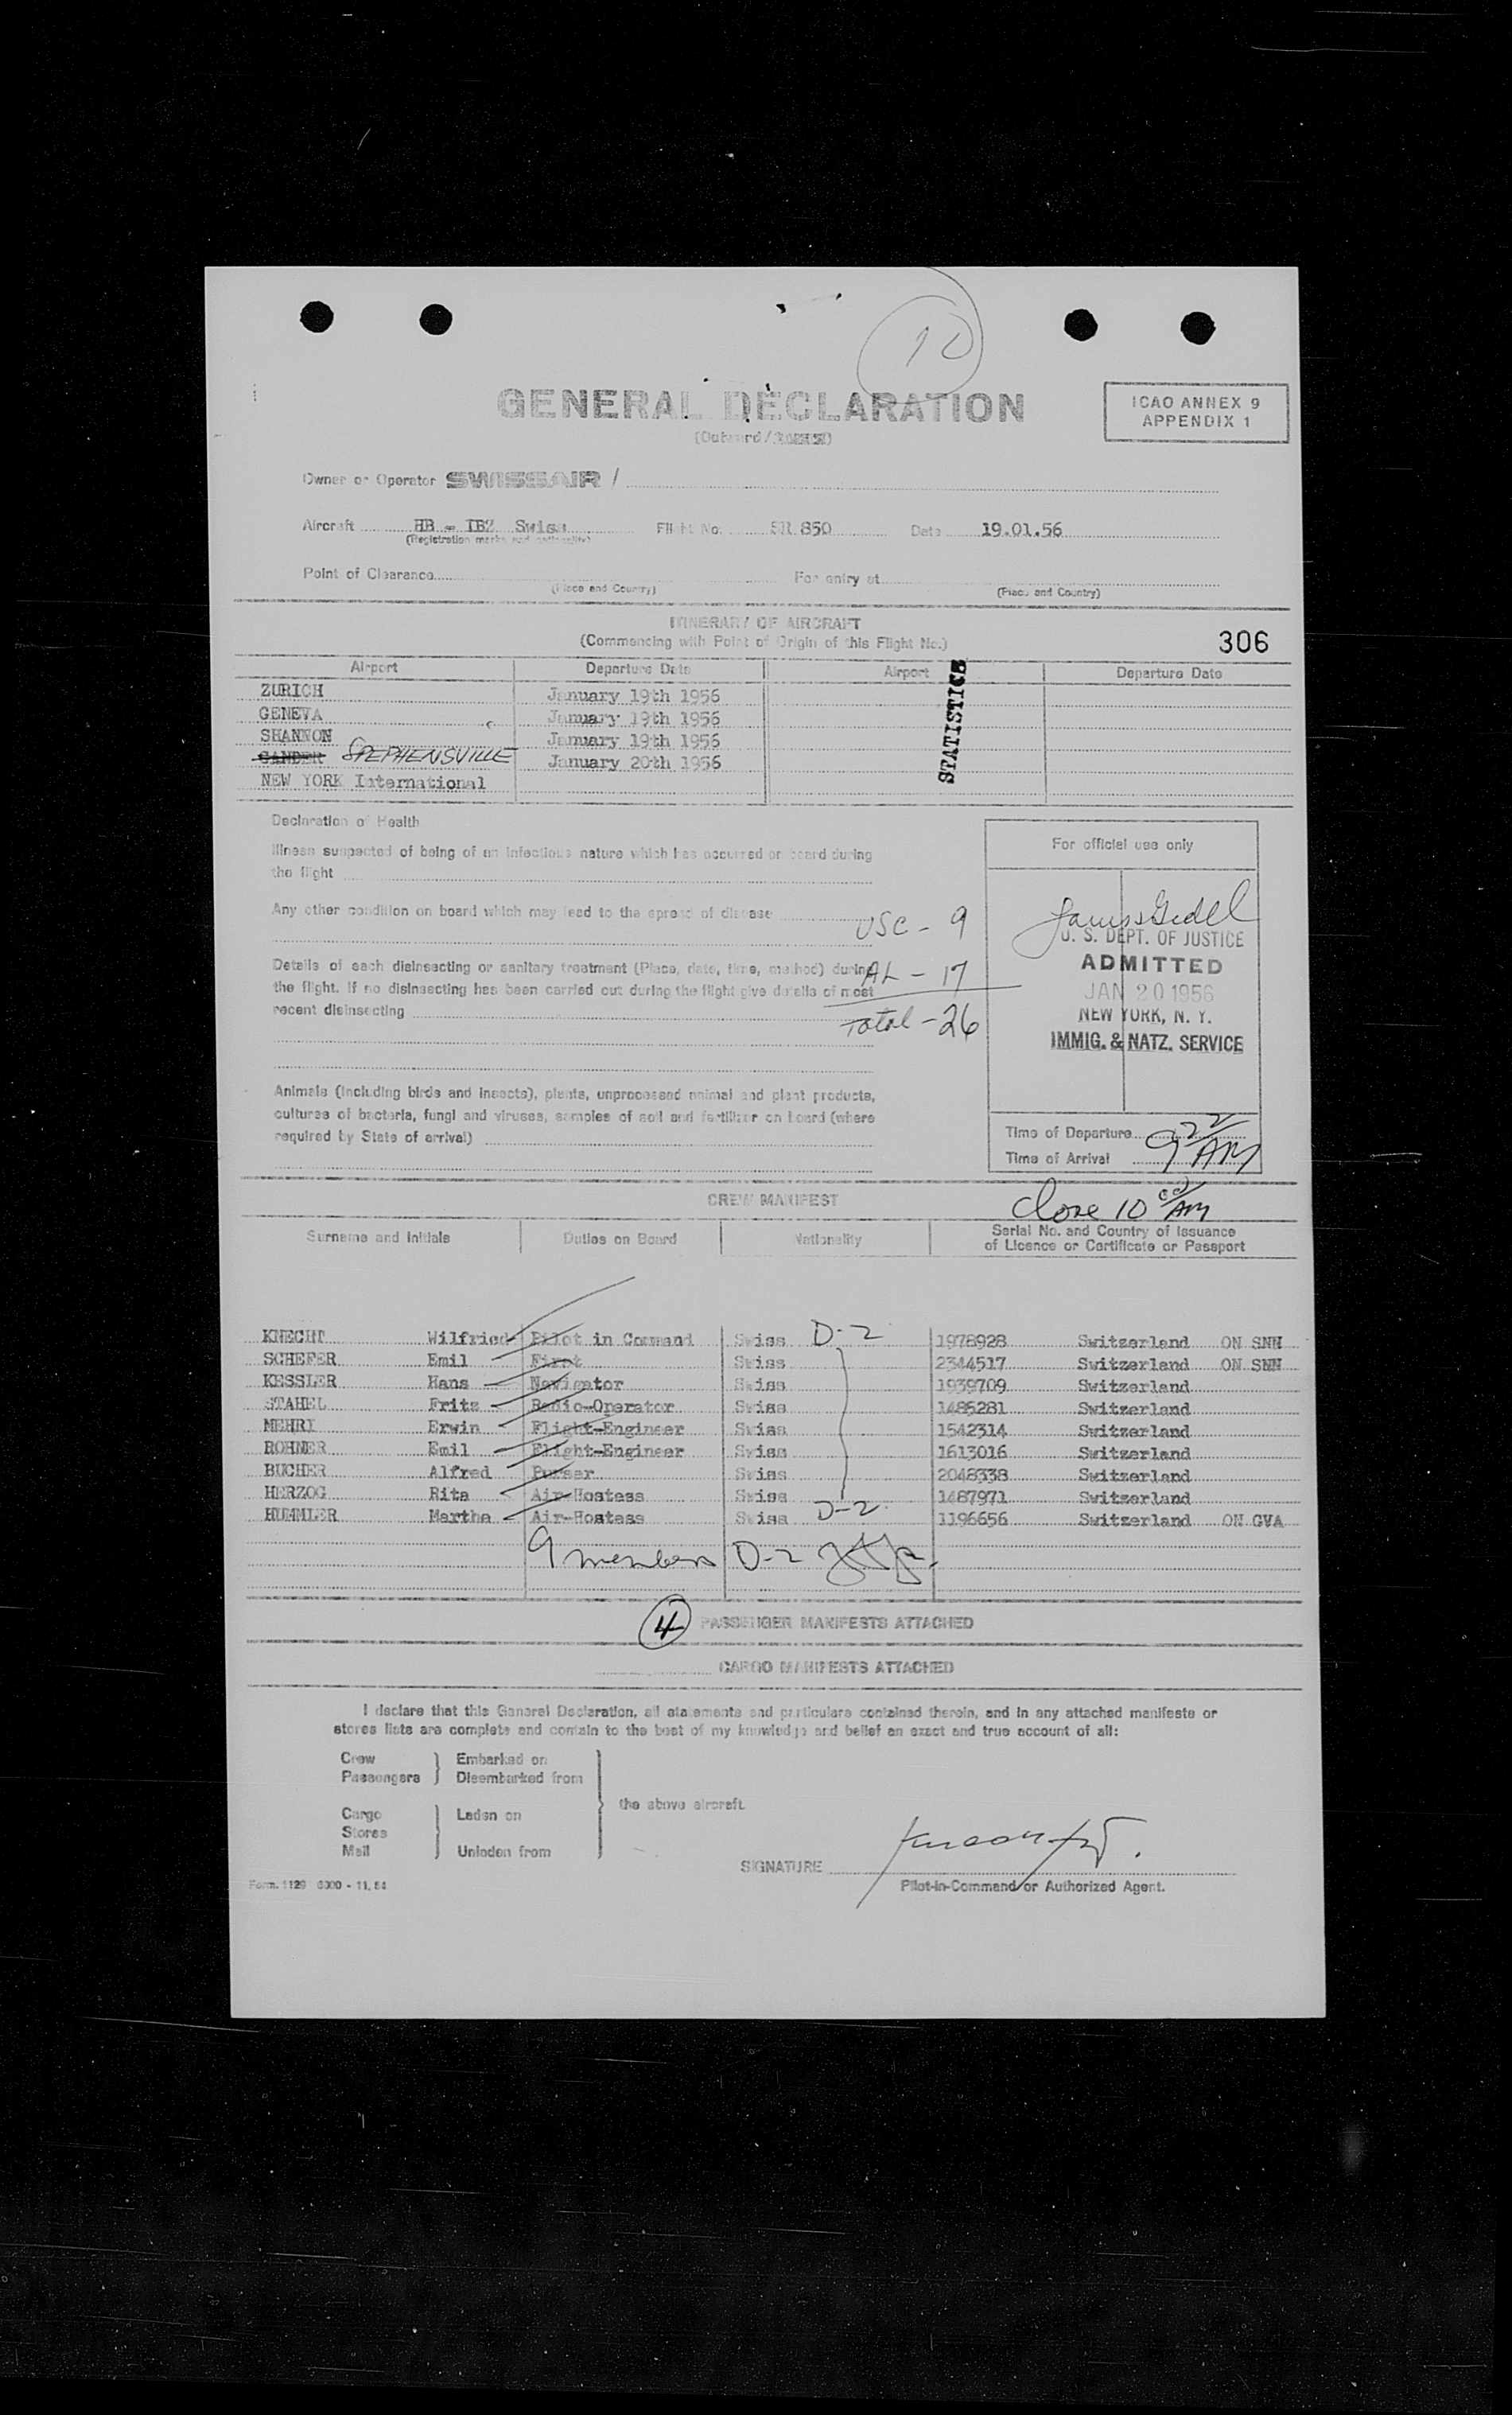 10
GENERAL DECLARATION
ICAO ANNEX 9
APPENDIX 1
(Outward/
Owner or Operator SWISSAIR /
Aircraft HB - IBZ Swiss Flight No. SR 850 Date 19.01.56
(Registration marks and nationality)
Point of Clearance For entry at
(Place and Country) (Place and Country)
ITINERARY OF AIRCRAFT
(Commencing with Point of Origin of this Flight No.)
306
Airport Departure Date Airport Departure Date
STATISTICS
ZURICH January 19th 1956
GENEVA January 19th 1956
SHANNON January 19th 1956
GANDER STEPHENSVILLE January 20th 1956
NEW YORK International
Declaration of Health
Illness suspected of being of an infectious nature which has occurred on board during
the flight
Any other condition on board which may lead to the spread of disease
USC - 9
Details of each disinsecting or sanitary treatment (Place, date, time, method) during
AL - 17
the flight. If no disinsecting has been carried out during the flight give details of most
recent disinsecting
Total - 26
Animals (including birds and insects), plants, unprocessed animal and plant products,
cultures of bacteria, fungi and viruses, samples of soil and fertilizer on board (where
required by State of arrival)
For official use only
U. S. DEPT. OF JUSTICE
ADMITTED
JAN 20 1956
NEW YORK, N. Y.
IMMIG. & NATZ. SERVICE
Time of Departure
Time of Arrival 9 22 AM
Close 10 00 AM
CREW MANIFEST
Surname and Initials Duties on Board Nationality Serial No. and Country of Issuance
of Licence or Certificate or Passport
KNECHT Wilfried Pilot in Command Swiss D-2 1978928 Switzerland ON SNN
SCHEFER Emil First Swiss 2344517 Switzerland ON SNN
KESSLER Hans Navigator Swiss 1939709 Switzerland
STAHEL Fritz Radio-Operator Swiss 1485281 Switzerland
MEHRI Erwin Flight-Engineer Swiss 1542314 Switzerland
ROHNER Emil Flight-Engineer Swiss 1613016 Switzerland
BUCHER Alfred Purser Swiss 2048338 Switzerland
HERZOG Rita Air-Hostess Swiss 1487971 Switzerland
HUMMLER Martha Air-Hostess Swiss D-2 1196656 Switzerland ON GVA
9 members D-2
4 PASSENGER MANIFESTS ATTACHED
CARGO MANIFESTS ATTACHED
I declare that this General Declaration, all statements and particulars contained therein, and in any attached manifests or
stores lists are complete and contain to the best of my knowledge and belief an exact and true account of all:
Crew Embarked on
Passengers Disembarked from
the above aircraft.
Cargo Laden on
Stores
Mail Unloden from
SIGNATURE
Pilot-in-Command or Authorized Agent.
Form. 1129 6000 - 11, 54